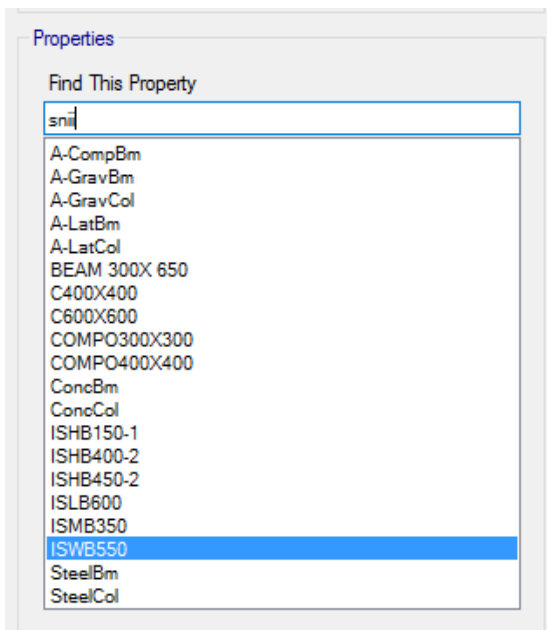 Properties
Find This Property
snii
A-CompBm
A-GravBm
A-GravCol
A-LatBm
A-LatCol
BEAM 300X 650
C400X400
C600X600
COMPO300X300
COMPO400X400
ConcBm
ConcCol
ISHB150-1
ISHB400-2
ISHB450-2
ISLB600
ISMB350
ISWB550
SteelBm
SteelCol